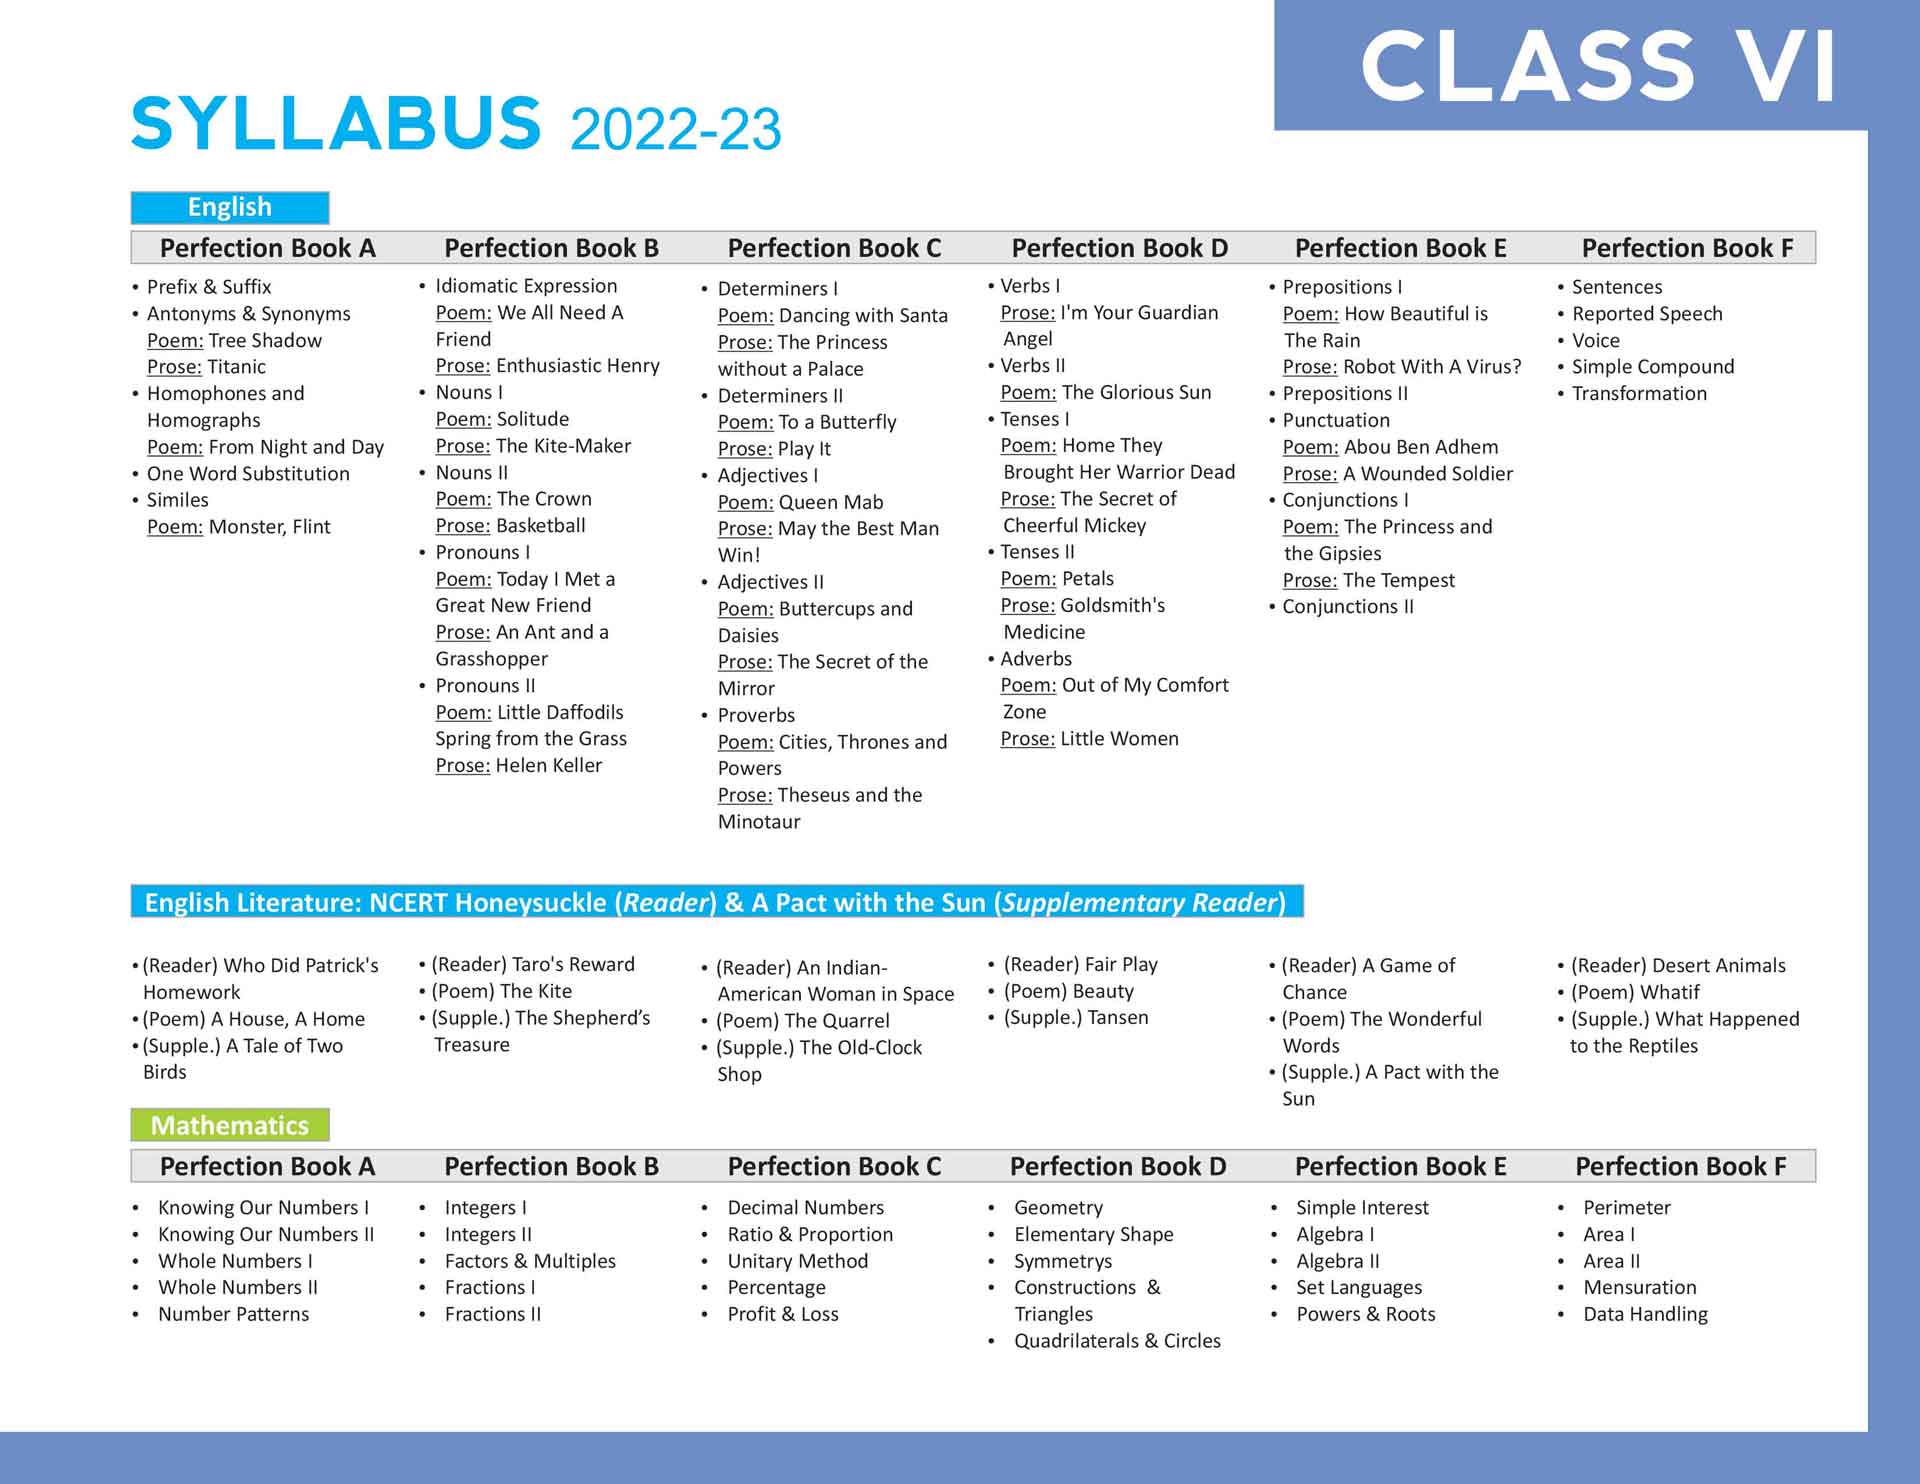 CLASS VI
SYLLABUS 2022-23
English
Perfection Book A
Perfection Book B
Perfection Book C
Perfection Book D
Perfection Book E
Perfection Book F
• Prefix & Suffix
• Antonyms & Synonyms
Poem: Tree Shadow
Prose: Titanic
• Homophones and
Homographs
Poem: From Night and Day
• One Word Substitution
• Similes
Poem: Monster, Flint
• Idiomatic Expression
Poem: We All Need A
Friend
Prose: Enthusiastic Henry
• Nouns I
Poem: Solitude
Prose: The Kite-Maker
• Nouns II
Poem: The Crown
Prose: Basketball
• Pronouns I
Poem: Today I Met a
Great New Friend
Prose: An Ant and a
Grasshopper
• Pronouns II
Poem: Little Daffodils
Spring from the Grass
Prose: Helen Keller
• Determiners I
Poem: Dancing with Santa
Prose: The Princess
without a Palace
• Determiners II
Poem: To a Butterfly
Prose: Play It
• Adjectives I
Poem: Queen Mab
Prose: May the Best Man
Win!
• Adjectives II
Poem: Buttercups and
Daisies
Prose: The Secret of the
Mirror
• Proverbs
Poem: Cities, Thrones and
Powers
Prose: Theseus and the
Minotaur
• Verbs I
Prose: I'm Your Guardian
Angel
• Verbs II
Poem: The Glorious Sun
• Tenses I
Poem: Home They
Brought Her Warrior Dead
Prose: The Secret of
Cheerful Mickey
• Tenses II
Poem: Petals
Prose: Goldsmith's
Medicine
• Adverbs
Poem: Out of My Comfort
Zone
Prose: Little Women
• Prepositions I
Poem: How Beautiful is
The Rain
Prose: Robot With A Virus?
• Prepositions II
• Punctuation
Poem: Abou Ben Adhem
Prose: A Wounded Soldier
• Conjunctions I
Poem: The Princess and
the Gipsies
Prose: The Tempest
• Conjunctions II
• Sentences
• Reported Speech
• Voice
• Simple Compound
• Transformation
English Literature: NCERT Honeysuckle (Reader) & A Pact with the Sun (Supplementary Reader)
• (Reader) Who Did Patrick's
Homework
• (Poem) A House, A Home
• (Supple.) A Tale of Two
Birds
• (Reader) Taro's Reward
• (Poem) The Kite
• (Supple.) The Shepherd’s
Treasure
• (Reader) An Indian-
American Woman in Space
• (Poem) The Quarrel
• (Supple.) The Old-Clock
Shop
• (Reader) Fair Play
• (Poem) Beauty
• (Supple.) Tansen
• (Reader) A Game of
Chance
• (Poem) The Wonderful
Words
• (Supple.) A Pact with the
Sun
• (Reader) Desert Animals
• (Poem) Whatif
• (Supple.) What Happened
to the Reptiles
Mathematics
Perfection Book A
Perfection Book B
Perfection Book C
Perfection Book D
Perfection Book E
Perfection Book F
• Knowing Our Numbers I
• Knowing Our Numbers II
• Whole Numbers I
• Whole Numbers II
• Number Patterns
• Integers I
• Integers II
• Factors & Multiples
• Fractions I
• Fractions II
• Decimal Numbers
• Ratio & Proportion
• Unitary Method
• Percentage
• Profit & Loss
• Geometry
• Elementary Shape
• Symmetrys
• Constructions &
Triangles
• Quadrilaterals & Circles
• Simple Interest
• Algebra I
• Algebra II
• Set Languages
• Powers & Roots
• Perimeter
• Area I
• Area II
• Mensuration
• Data Handling